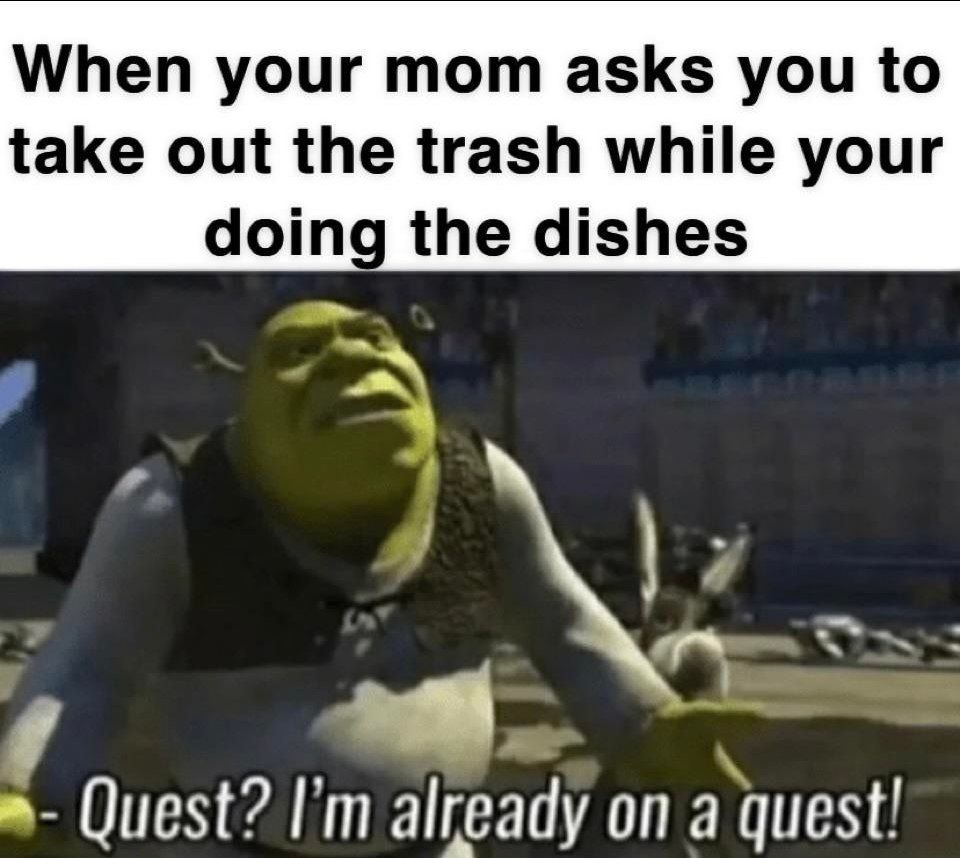 When your mom asks you to
take out the trash while your
doing the dishes
- Quest? I'm already on a quest!